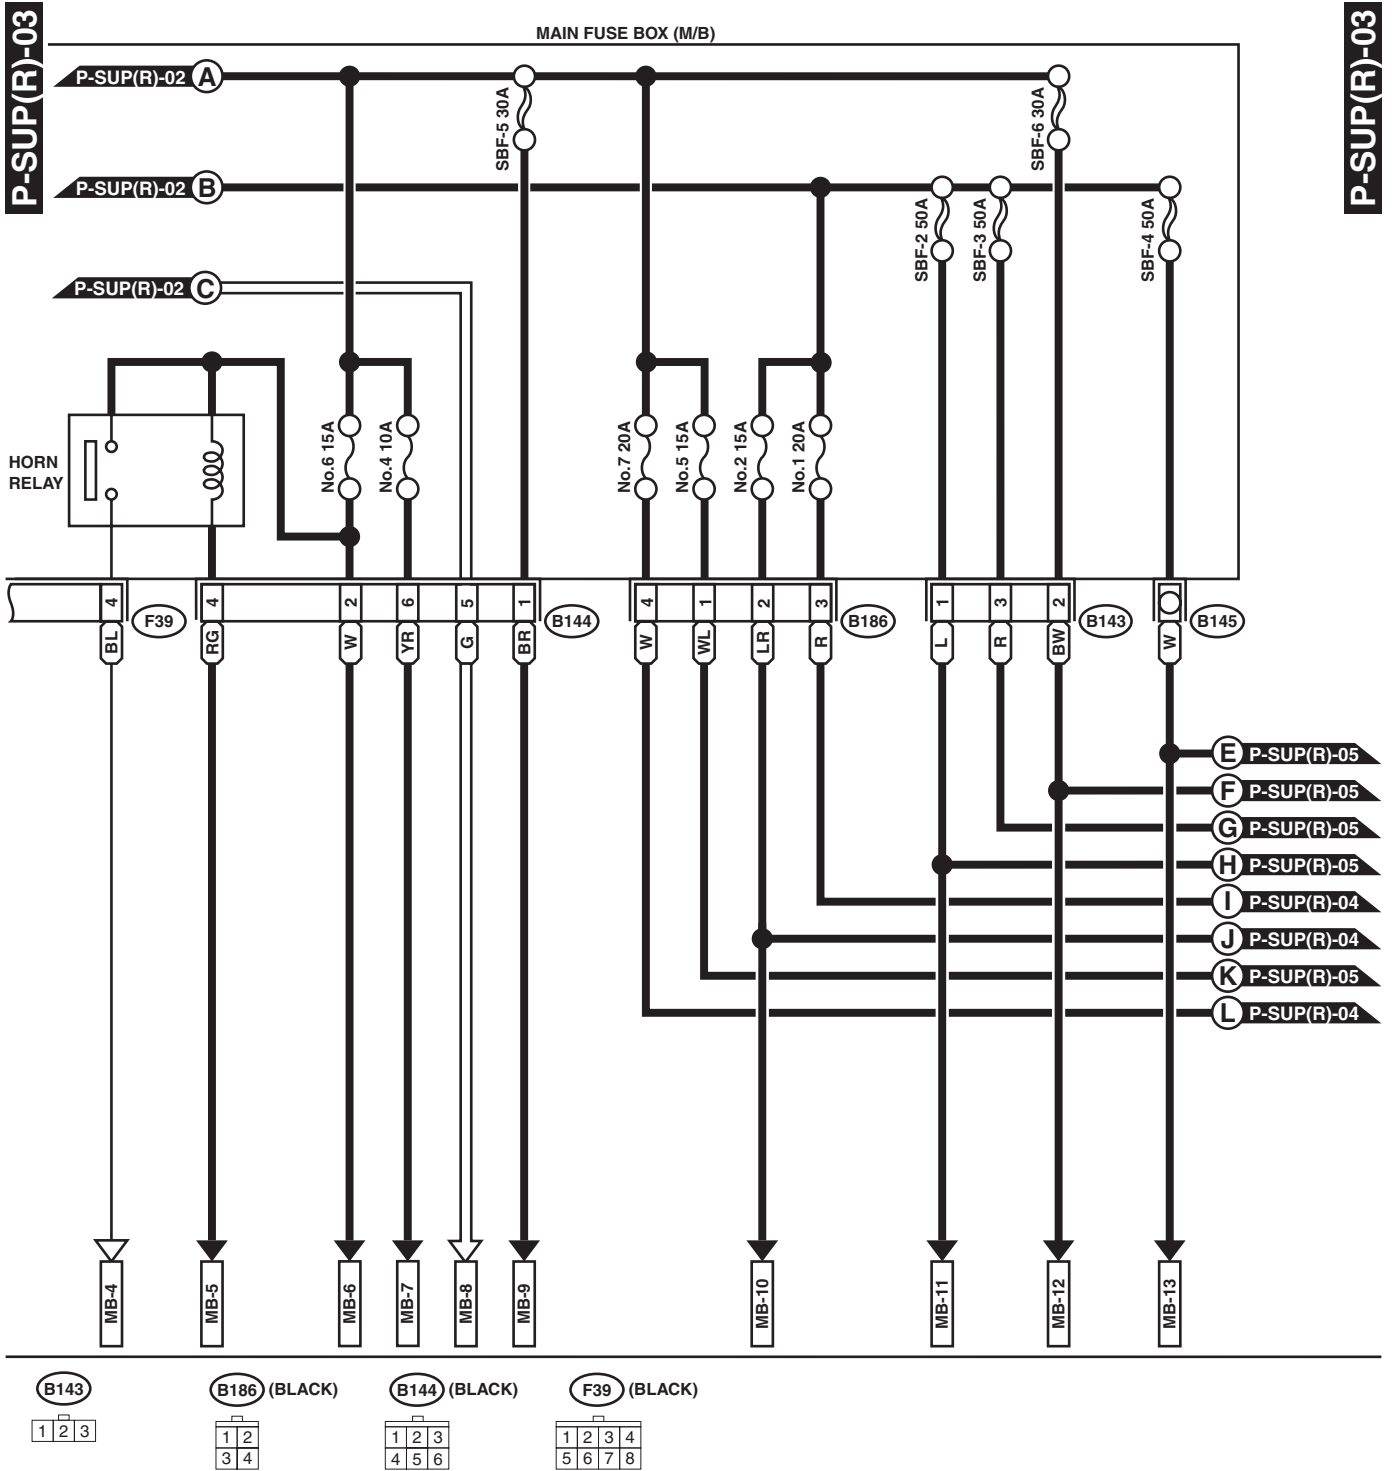 P-SUP(R)-03
MAIN FUSE BOX (M/B)
P-SUP(R)-03
P-SUP(R)-02 A
SBF-5 30A
SBF-6 30A
P-SUP(R)-02 B
SBF-2 50A
SBF-3 50A
SBF-4 50A
P-SUP(R)-02 C
HORN
RELAY
No.6 15A
No.4 10A
No.7 20A
No.5 15A
No.2 15A
No.1 20A
4 F39
4 2 6 5 1 B144
4 1 2 3 B186
1 3 2 B143
B145
BL RG W YR G BR W WL LR R L R BW W
E P-SUP(R)-05
F P-SUP(R)-05
G P-SUP(R)-05
H P-SUP(R)-05
I P-SUP(R)-04
J P-SUP(R)-04
K P-SUP(R)-05
L P-SUP(R)-04
MB-4
MB-5
MB-6
MB-7
MB-8
MB-9
MB-10
MB-11
MB-12
MB-13
B143
1 2 3
B186 (BLACK)
1 2
3 4
B144 (BLACK)
1 2 3
4 5 6
F39 (BLACK)
1 2 3 4
5 6 7 8